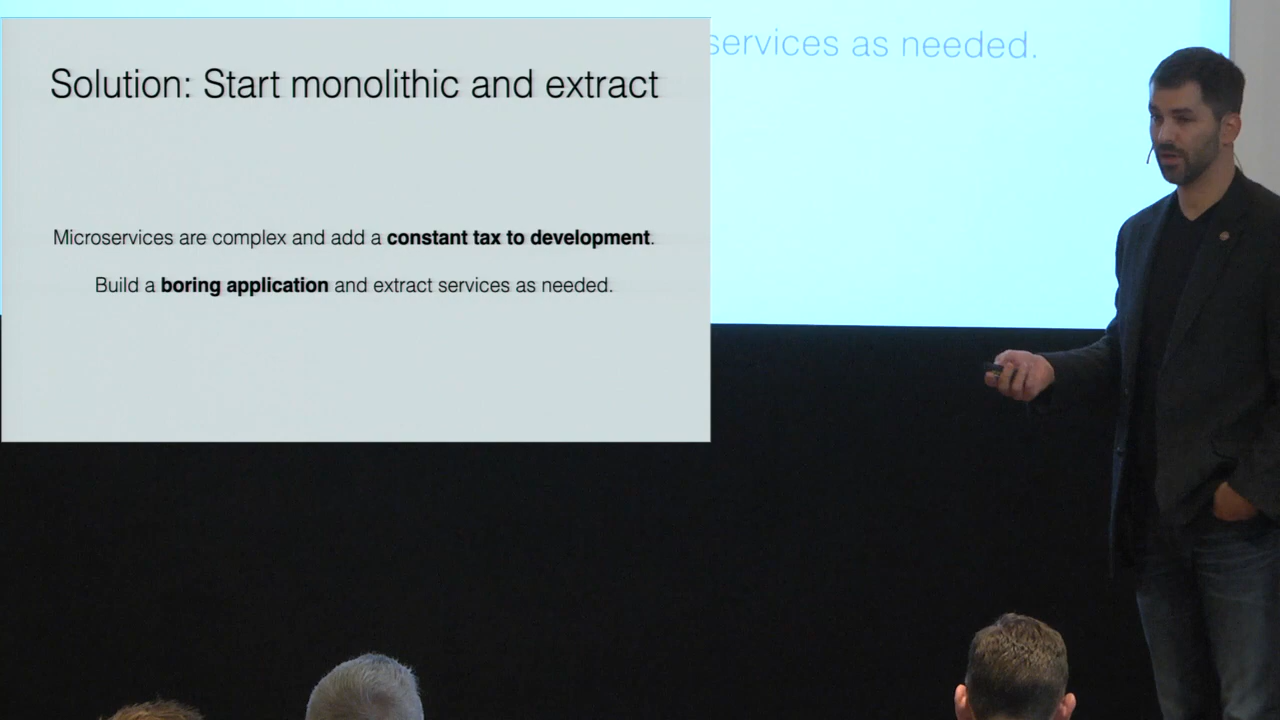 services as needed.
Solution: Start monolithic and extract
Microservices are complex and add a constant tax to development.
Build a boring application and extract services as needed.